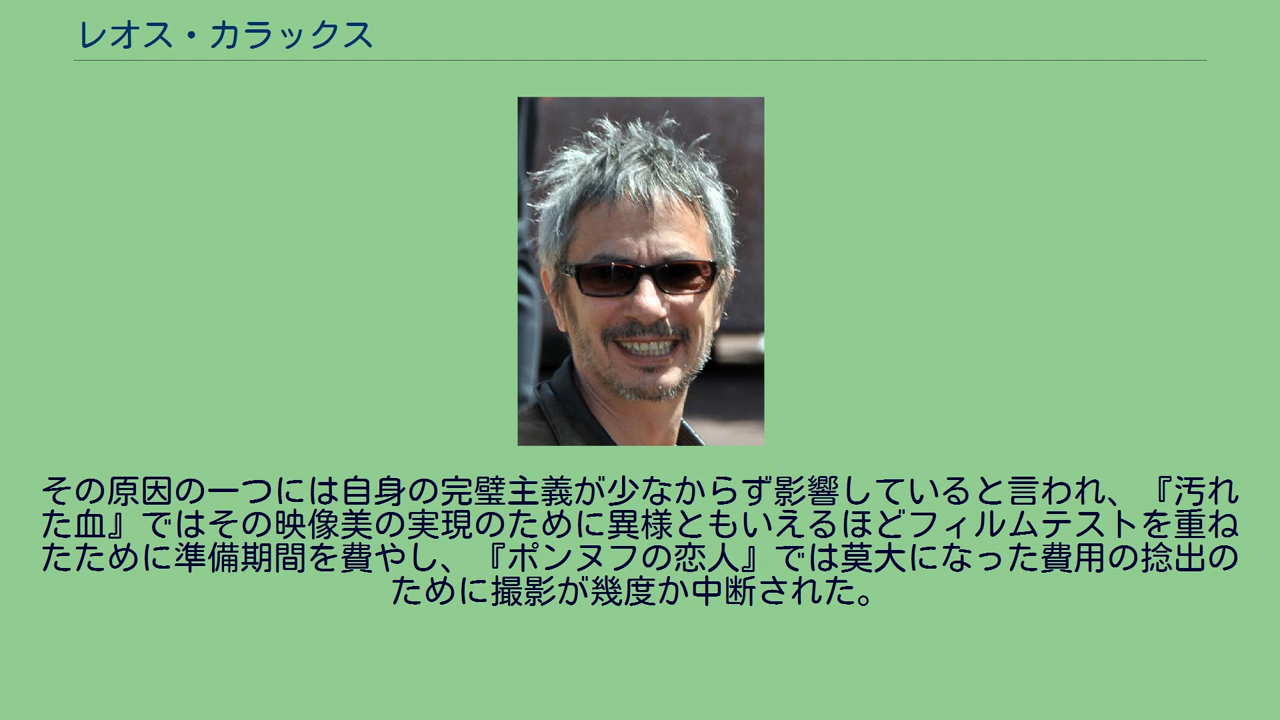 レオス・カラックス
その原因の一つには自身の完璧主義が少なからず影響していると言われ、『汚れ
た血』ではその映像美の実現のために異様ともいえるほどフィルムテストを重ね
たために準備期間を費やし、『ポンヌフの恋人』では莫大になった費用の捻出の
ために撮影が幾度か中断された。